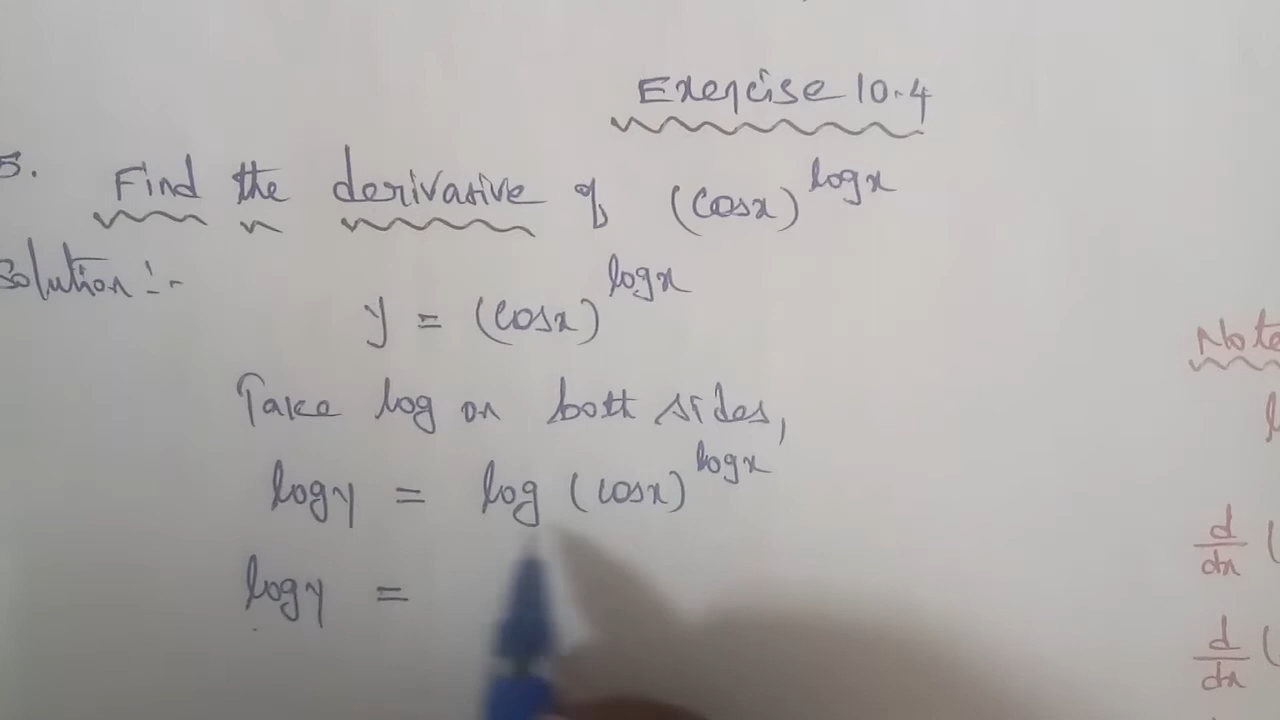 Exercise 10.4
5. Find the derivative of (cosx)^logx
Solution :-
y = (cosx)^logx
Take log on both sides,
logy = log (cosx)^logx
logy =
Note
d/dx (
d/dx (